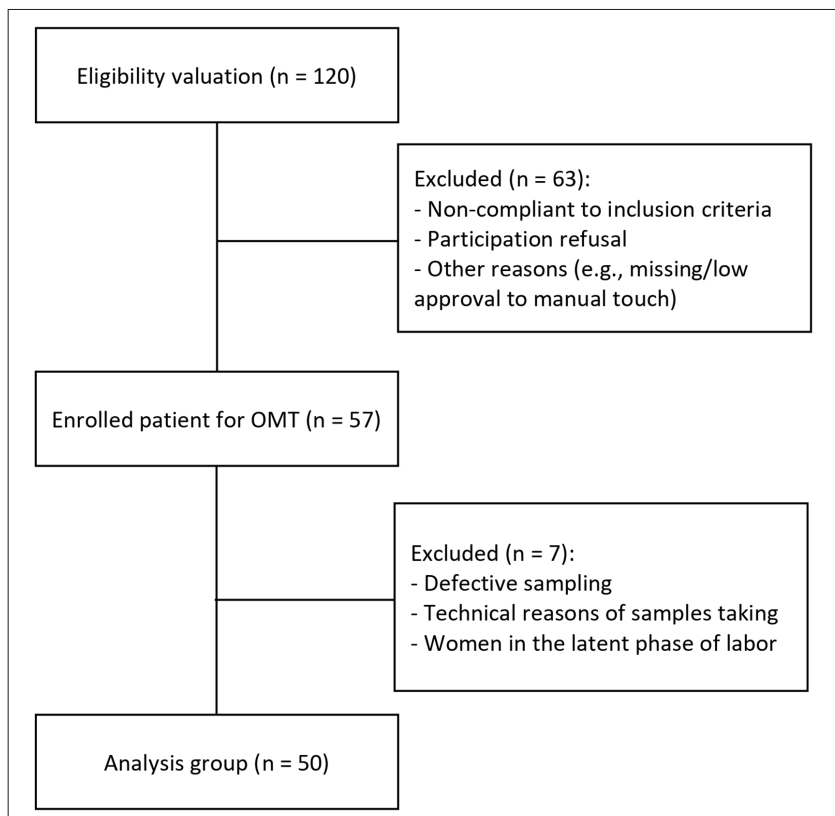 Eligibility valuation (n = 120)
Excluded (n = 63):
- Non-compliant to inclusion criteria
- Participation refusal
- Other reasons (e.g., missing/low
approval to manual touch)
Enrolled patient for OMT (n = 57)
Excluded (n = 7):
- Defective sampling
- Technical reasons of samples taking
- Women in the latent phase of labor
Analysis group (n = 50)